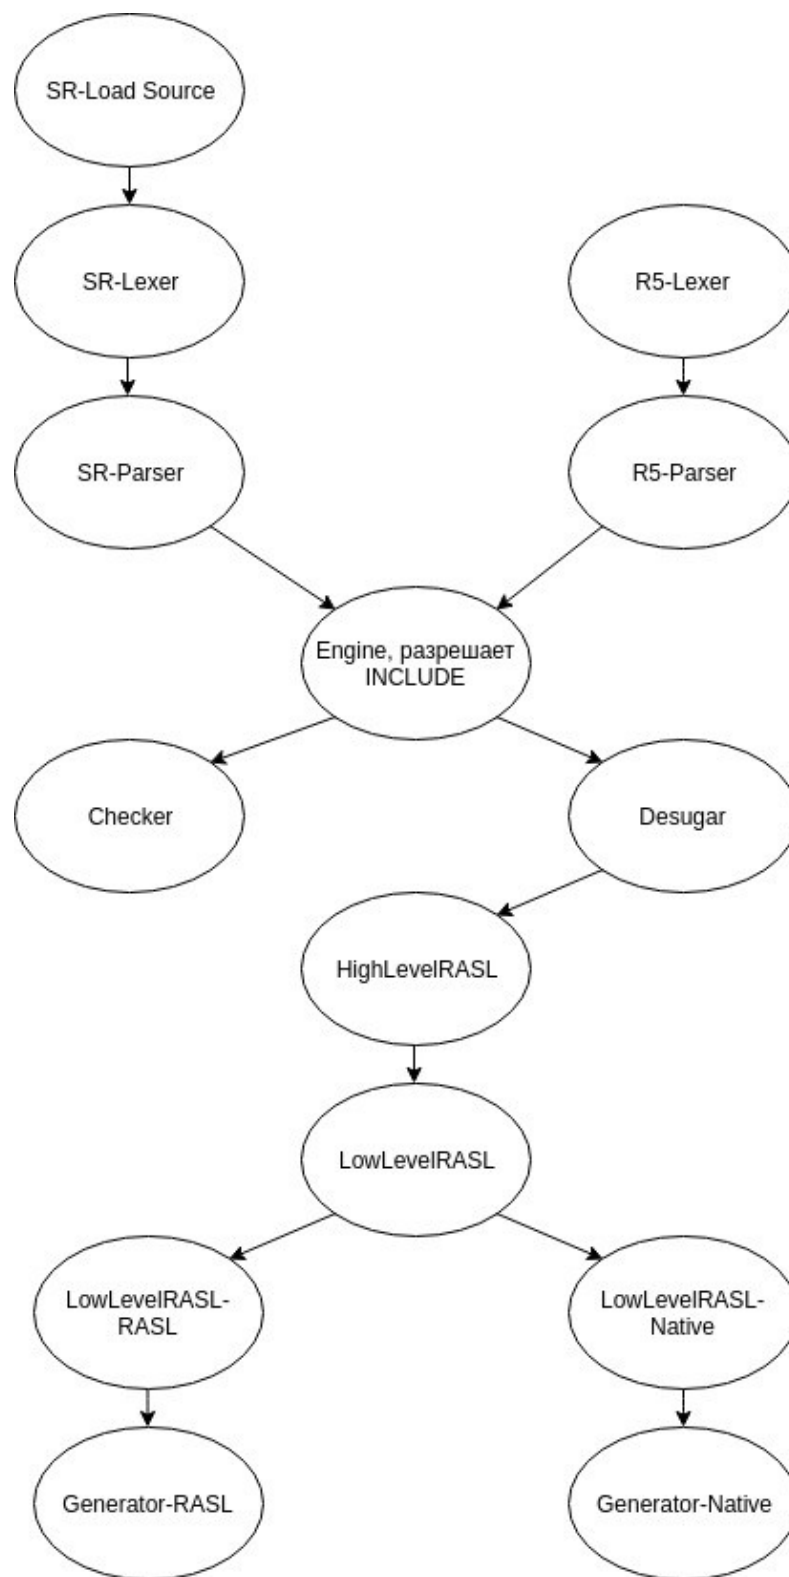 SR-Load Source
SR-Lexer
R5-Lexer
SR-Parser
R5-Parser
Engine, разрешает
INCLUDE
Checker
Desugar
HighLevelRASL
LowLevelRASL
LowLevelRASL-
RASL
LowLevelRASL-
Native
Generator-RASL
Generator-Native